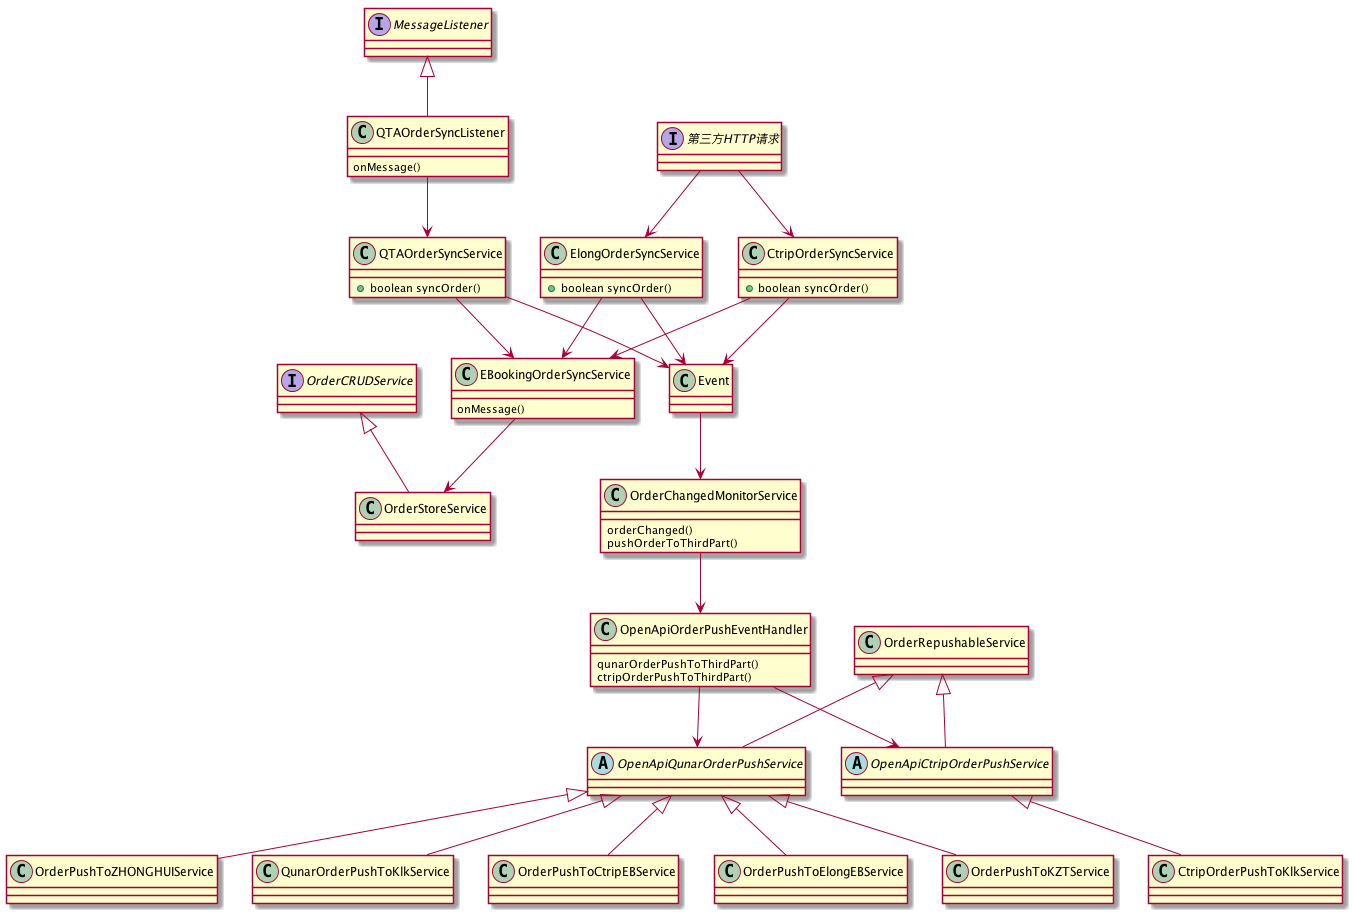 I MessageListener
C QTAOrderSyncListener
onMessage()
I 第三方HTTP请求
C QTAOrderSyncService
boolean syncOrder()
C ElongOrderSyncService
boolean syncOrder()
C CtripOrderSyncService
boolean syncOrder()
I OrderCRUDService
C EBookingOrderSyncService
onMessage()
C Event
C OrderStoreService
C OrderChangedMonitorService
orderChanged()
pushOrderToThirdPart()
C OpenApiOrderPushEventHandler
qunarOrderPushToThirdPart()
ctripOrderPushToThirdPart()
C OrderRepushableService
A OpenApiQunarOrderPushService
A OpenApiCtripOrderPushService
C OrderPushToZHONGHUIService
C QunarOrderPushToKlkService
C OrderPushToCtripEBService
C OrderPushToElongEBService
C OrderPushToKZTService
C CtripOrderPushToKlkService